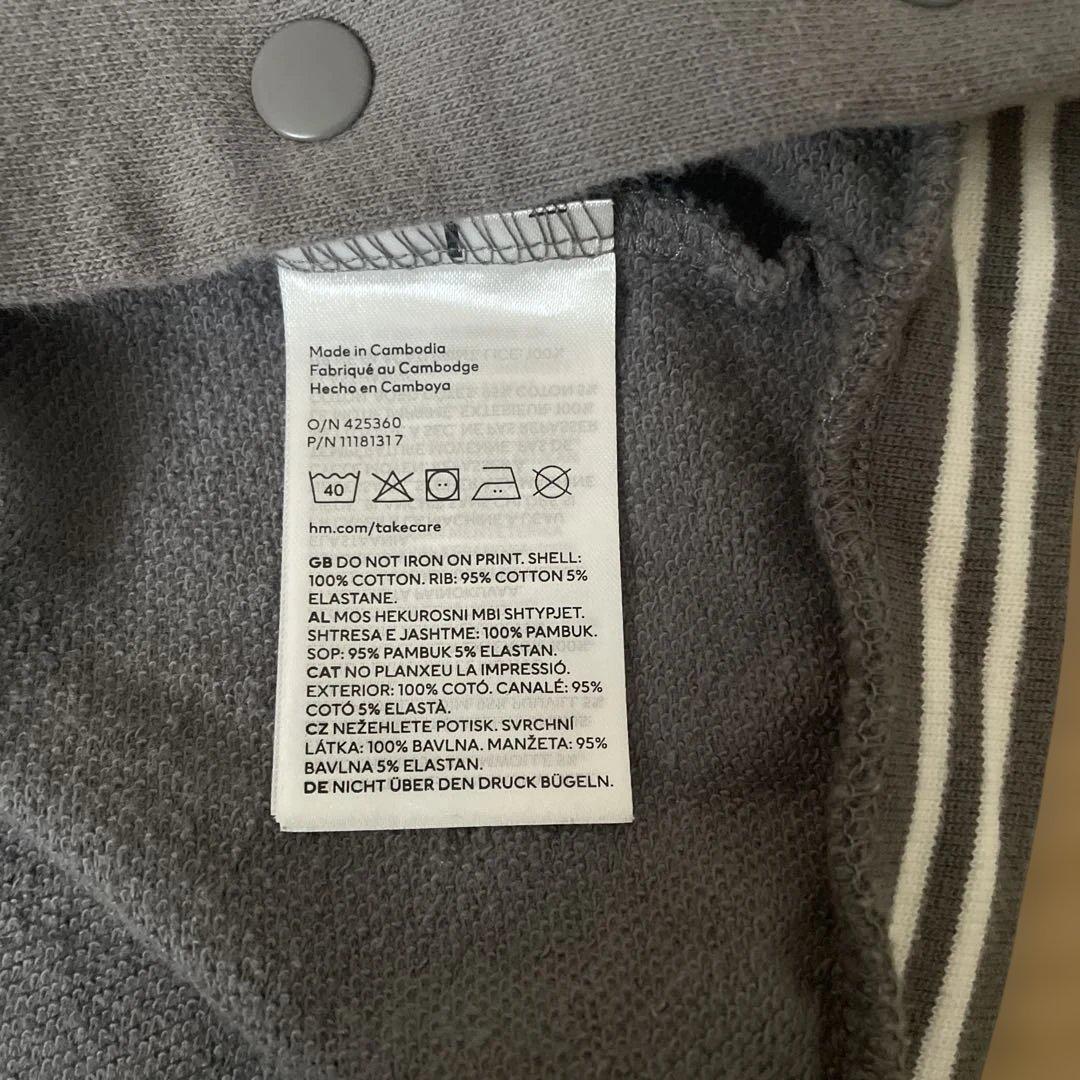 Made in Cambodia
Fabriqué au Cambodge
Hecho en Camboya
O/N 425360
P/N 11181317
40
hm.com/takecare
GB DO NOT IRON ON PRINT. SHELL:
100% COTTON. RIB: 95% COTTON 5%
ELASTANE.
AL MOS HEKUROSNI MBI SHTYPJET.
SHTRESA E JASHTME: 100% PAMBUK.
SOP: 95% PAMBUK 5% ELASTAN.
CAT NO PLANXEU LA IMPRESSIÓ.
EXTERIOR: 100% COTÓ. CANALÉ: 95%
COTÓ 5% ELASTÀ.
CZ NEŽEHLETE POTISK. SVRCHNÍ
LÁTKA: 100% BAVLNA. MANŽETA: 95%
BAVLNA 5% ELASTAN.
DE NICHT ÜBER DEN DRUCK BÜGELN.